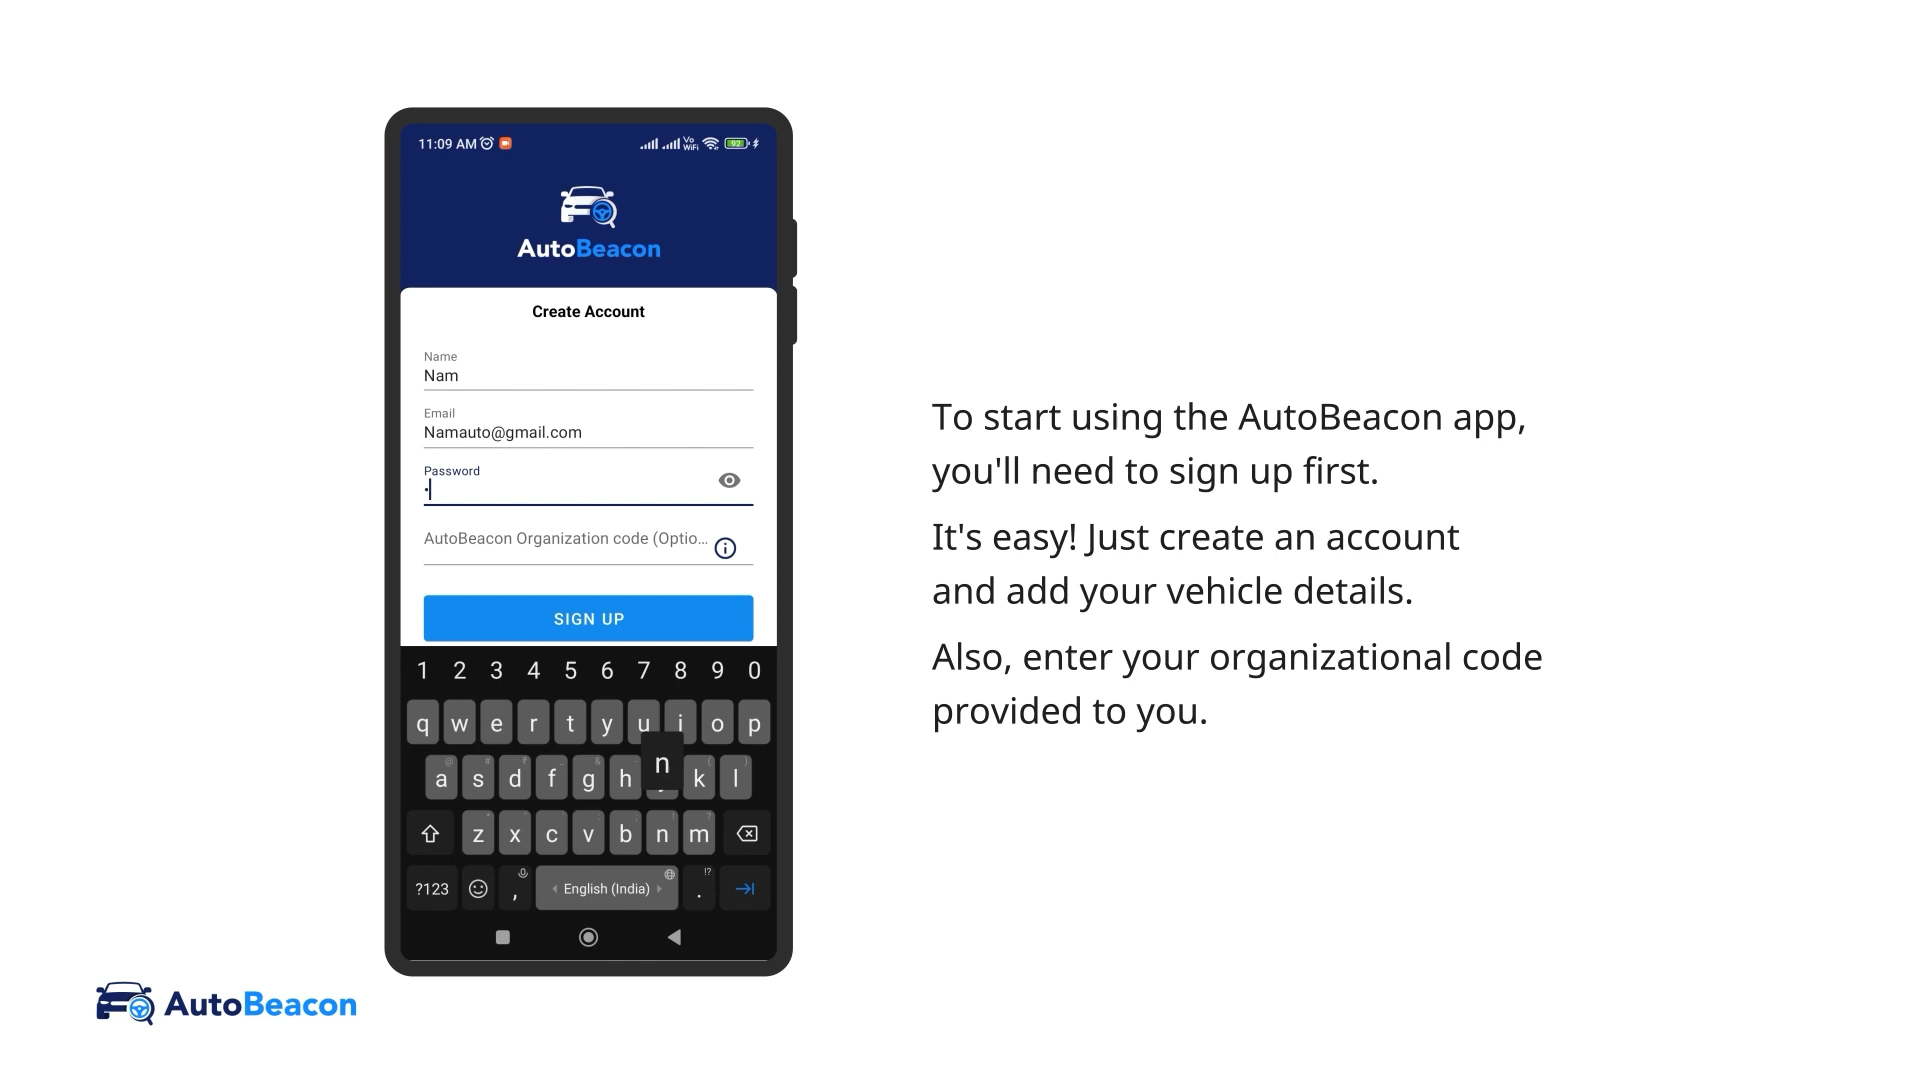 11:09 AM
Vo
WiFi
92
AutoBeacon
Create Account
Name
Nam
Email
Namauto@gmail.com
Password
AutoBeacon Organization code (Optio...
SIGN UP
1 2 3 4 5 6 7 8 9 0
q w e r t y u i o p
n
a s d f g h k l
z x c v b n m
?123 , English (India) . !?
To start using the AutoBeacon app,
you'll need to sign up first.
It's easy! Just create an account
and add your vehicle details.
Also, enter your organizational code
provided to you.
AutoBeacon